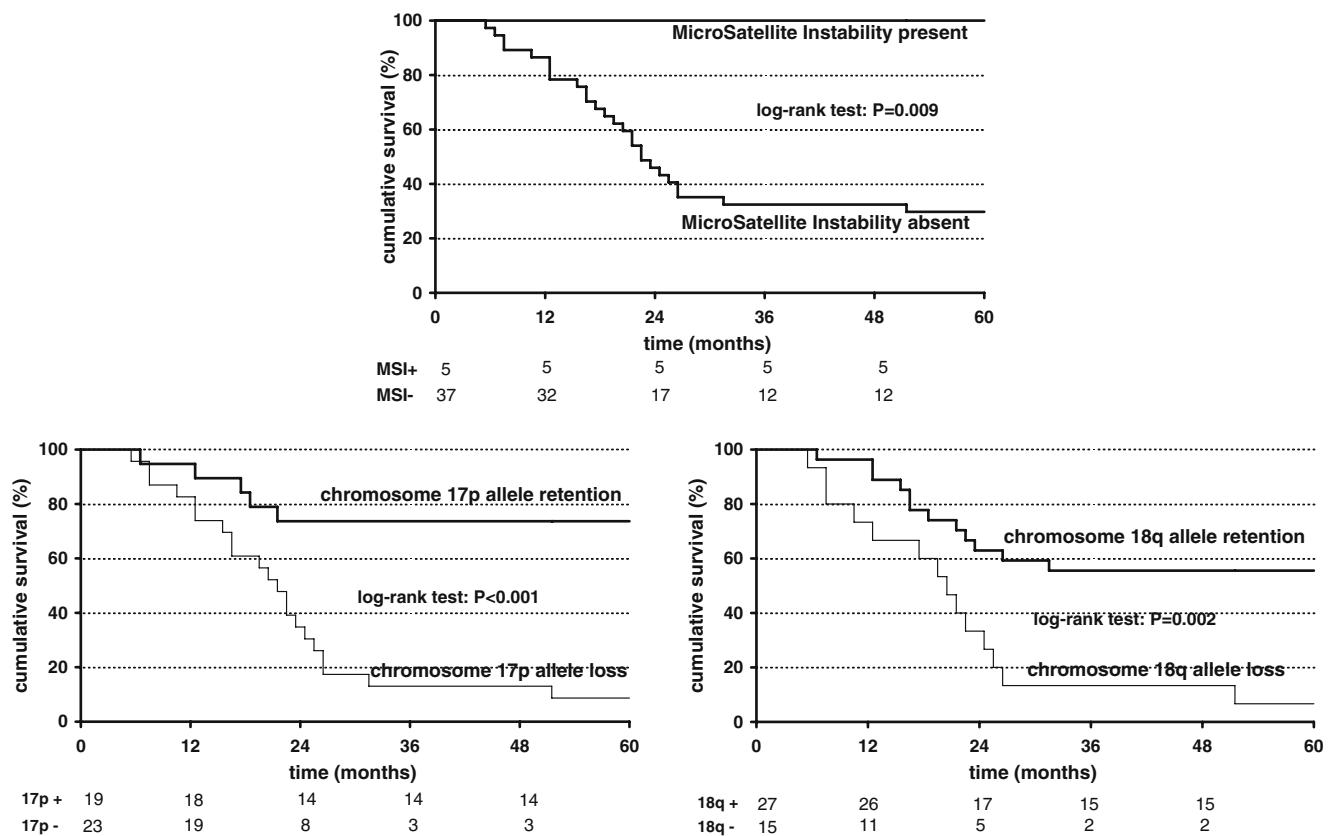 cumulative survival (%)
100
80
60
40
20
0
MicroSatellite Instability present
log-rank test: P=0.009
MicroSatellite Instability absent
0 12 24 36 48 60
time (months)
MSI+ 5 5 5 5 5
MSI- 37 32 17 12 12
cumulative survival (%)
100
80
60
40
20
0
chromosome 17p allele retention
log-rank test: P<0.001
chromosome 17p allele loss
0 12 24 36 48 60
time (months)
17p + 19 18 14 14 14
17p - 23 19 8 3 3
cumulative survival (%)
100
80
60
40
20
0
chromosome 18q allele retention
log-rank test: P=0.002
chromosome 18q allele loss
0 12 24 36 48 60
time (months)
18q + 27 26 17 15 15
18q - 15 11 5 2 2